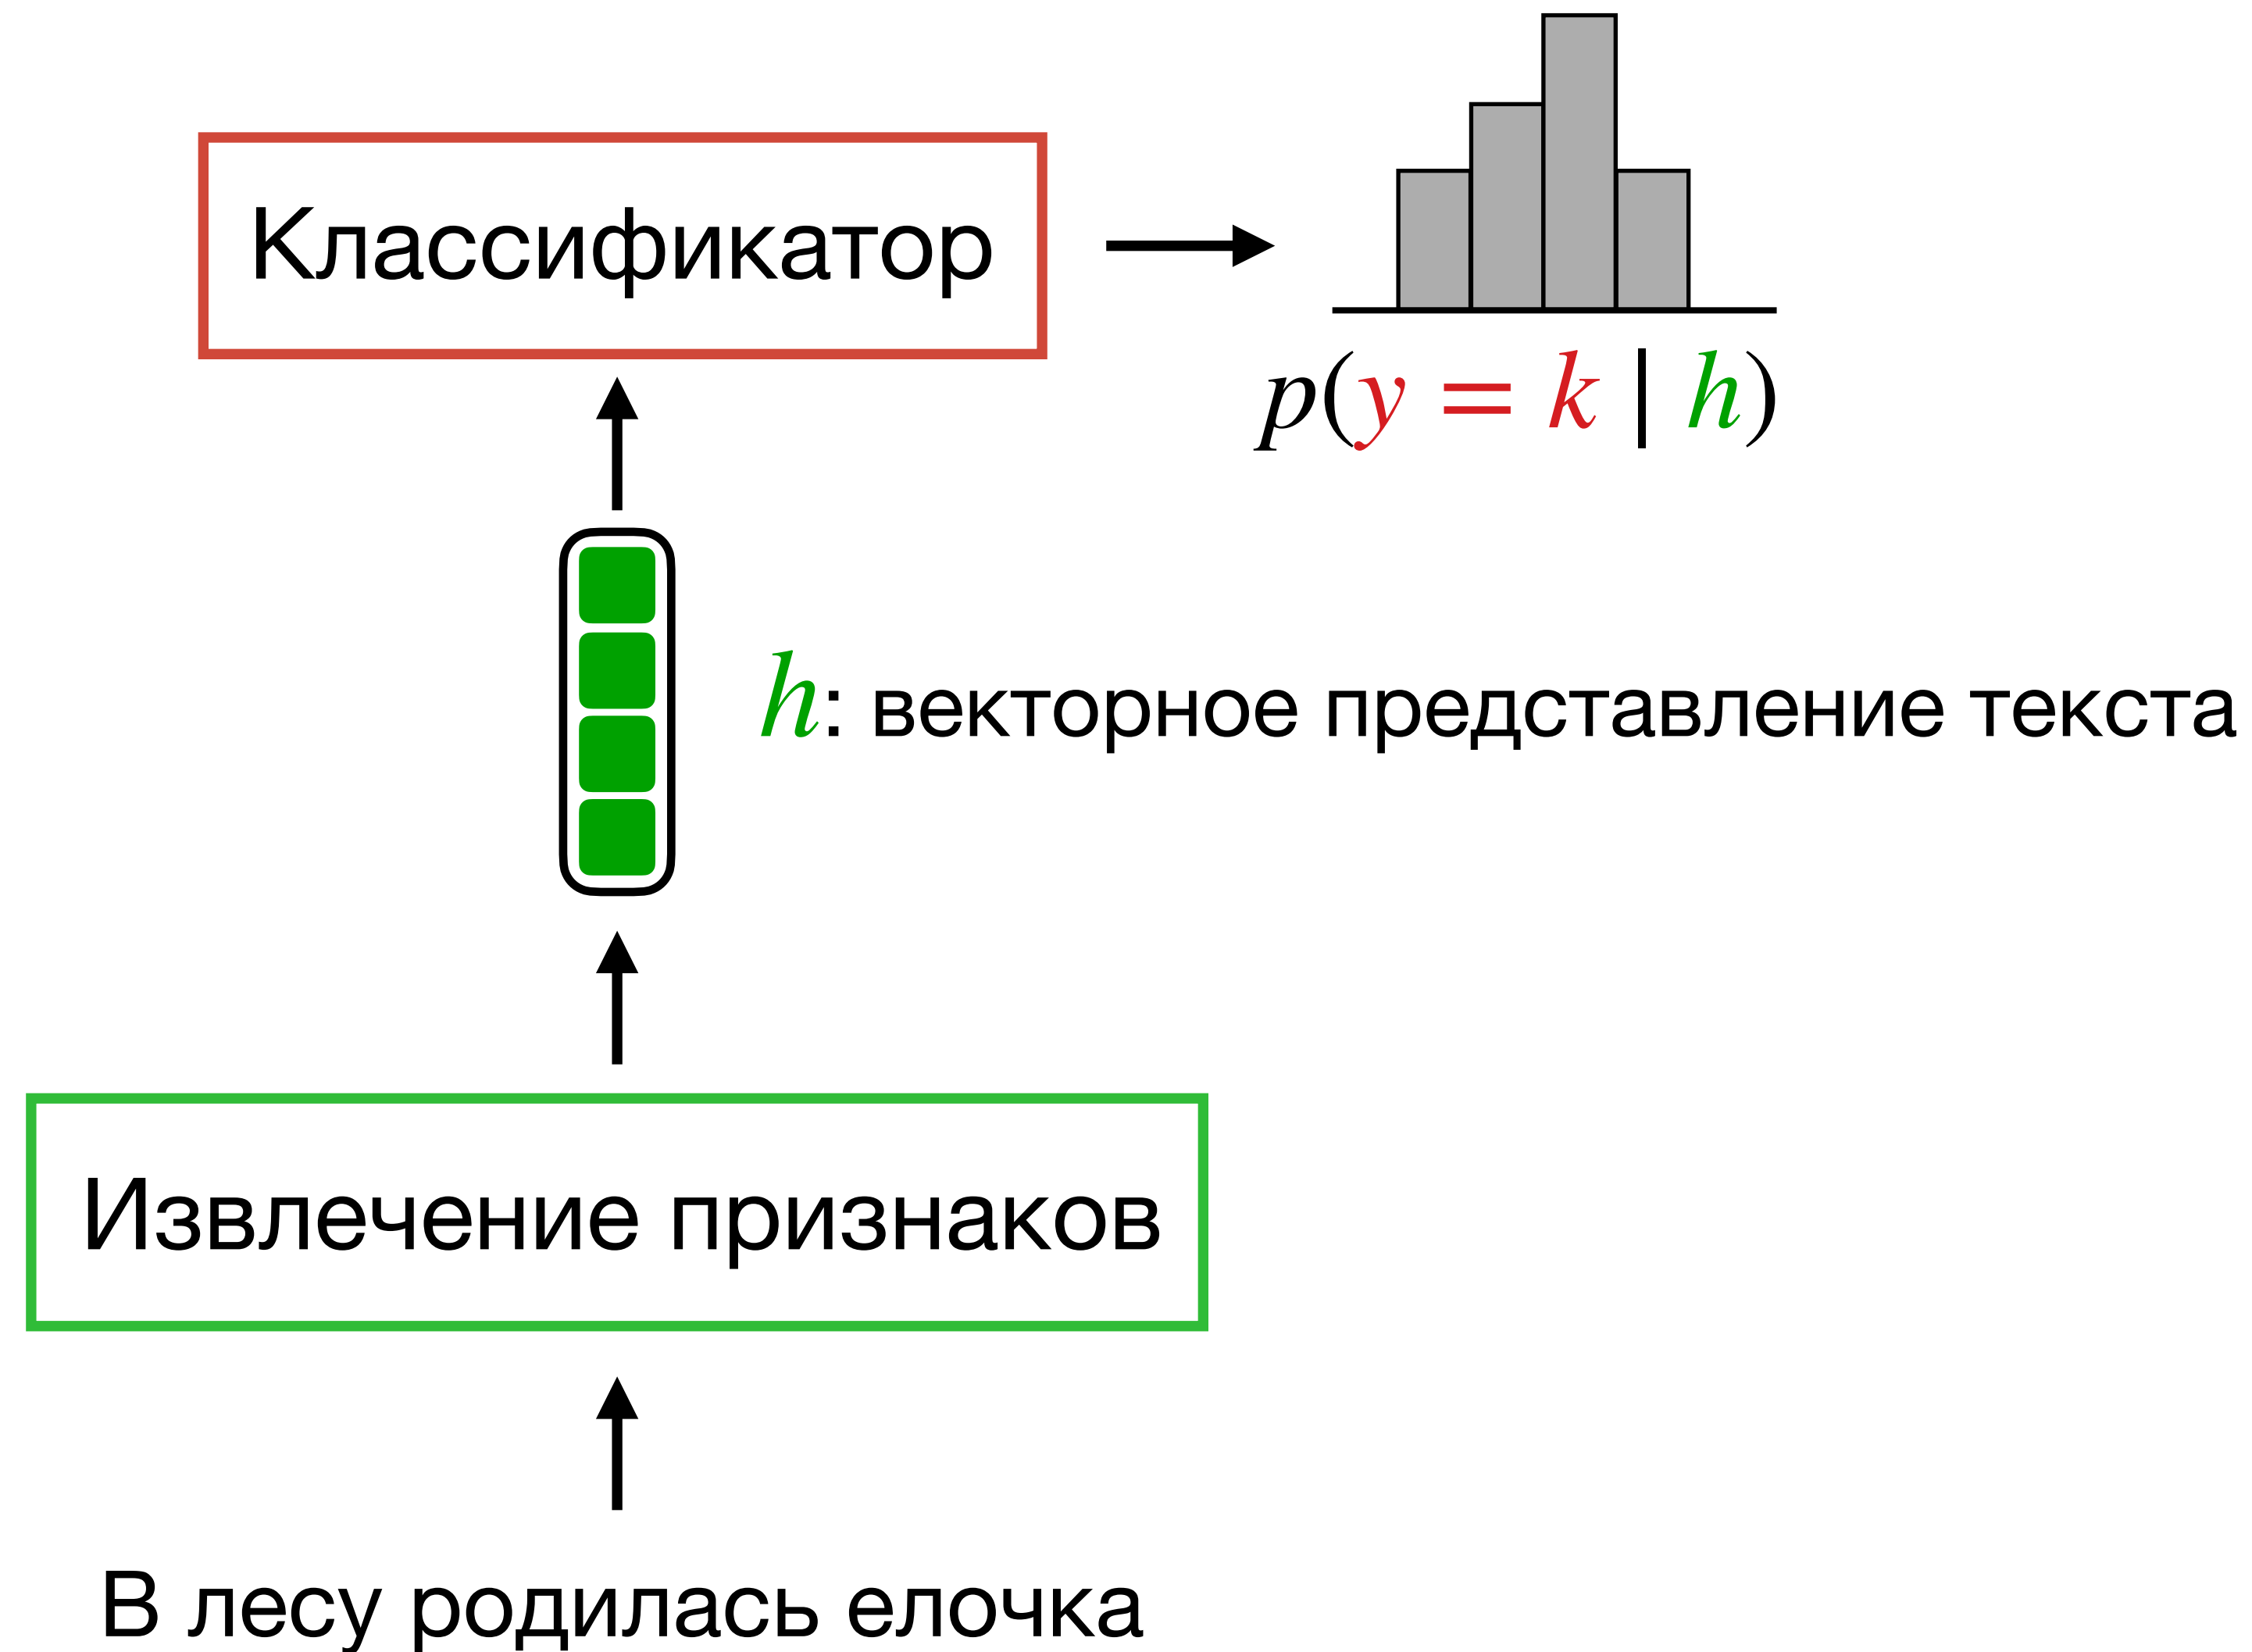 Классификатор
p(y = k | h)
h: векторное представление текста
Извлечение признаков
В лесу родилась елочка